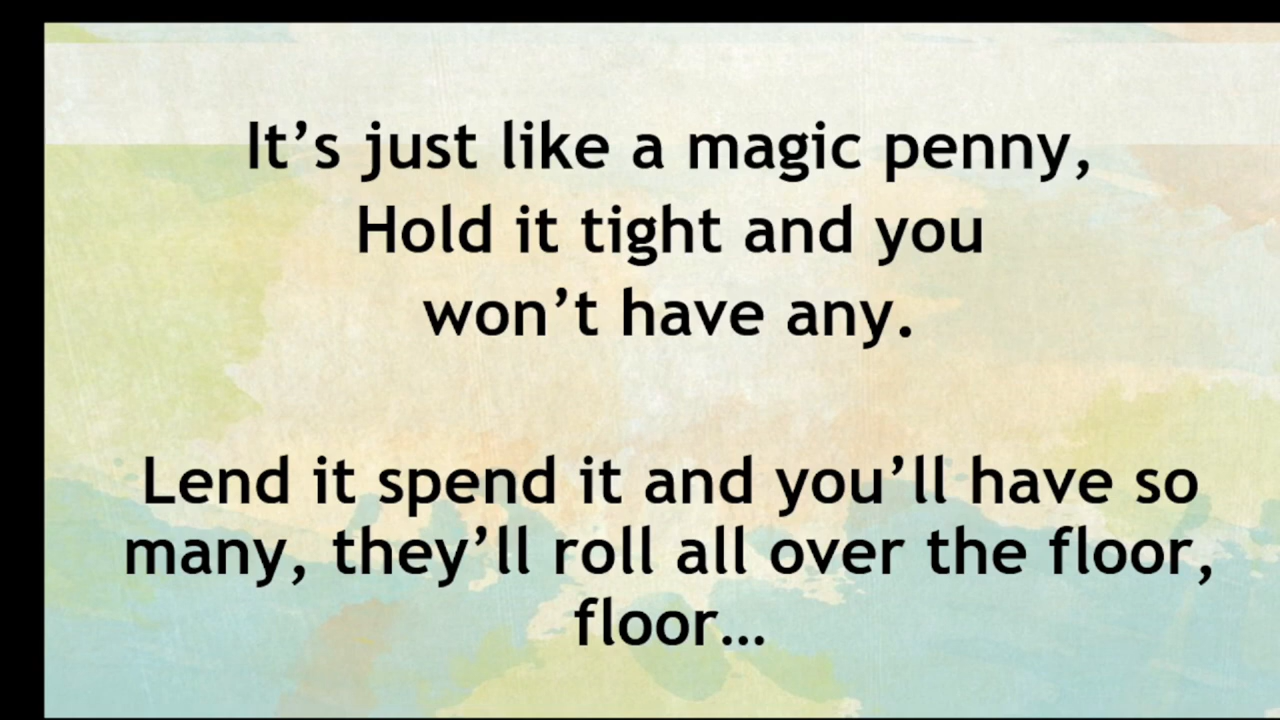 It’s just like a magic penny,
Hold it tight and you
won’t have any.
Lend it spend it and you’ll have so
many, they’ll roll all over the floor,
floor…